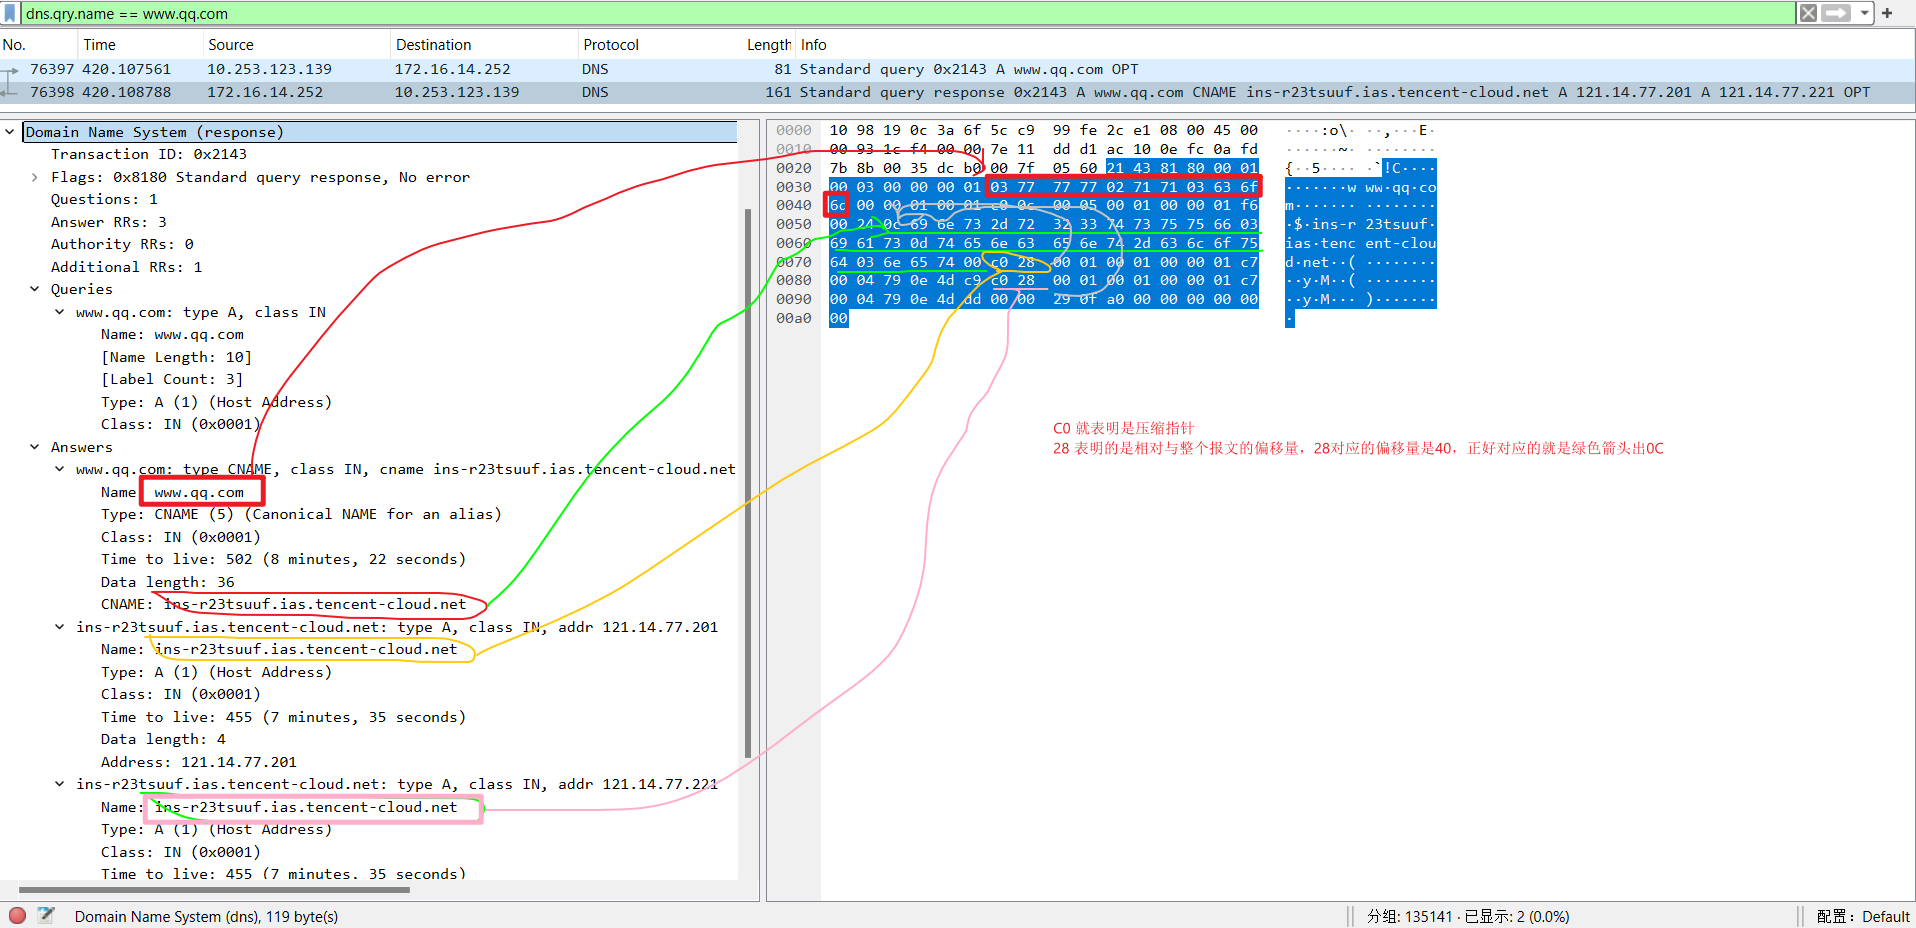 dns.qry.name == www.qq.com
No. Time Source Destination Protocol Length Info
76397 420.107561 10.253.123.139 172.16.14.252 DNS 81 Standard query 0x2143 A www.qq.com OPT
76398 420.108788 172.16.14.252 10.253.123.139 DNS 161 Standard query response 0x2143 A www.qq.com CNAME ins-r23tsuuf.ias.tencent-cloud.net A 121.14.77.201 A 121.14.77.221 OPT
Domain Name System (response)
Transaction ID: 0x2143
Flags: 0x8180 Standard query response, No error
Questions: 1
Answer RRs: 3
Authority RRs: 0
Additional RRs: 1
Queries
www.qq.com: type A, class IN
Name: www.qq.com
[Name Length: 10]
[Label Count: 3]
Type: A (1) (Host Address)
Class: IN (0x0001)
Answers
www.qq.com: type CNAME, class IN, cname ins-r23tsuuf.ias.tencent-cloud.net
Name: www.qq.com
Type: CNAME (5) (Canonical NAME for an alias)
Class: IN (0x0001)
Time to live: 502 (8 minutes, 22 seconds)
Data length: 36
CNAME: ins-r23tsuuf.ias.tencent-cloud.net
ins-r23tsuuf.ias.tencent-cloud.net: type A, class IN, addr 121.14.77.201
Name: ins-r23tsuuf.ias.tencent-cloud.net
Type: A (1) (Host Address)
Class: IN (0x0001)
Time to live: 455 (7 minutes, 35 seconds)
Data length: 4
Address: 121.14.77.201
ins-r23tsuuf.ias.tencent-cloud.net: type A, class IN, addr 121.14.77.221
Name: ins-r23tsuuf.ias.tencent-cloud.net
Type: A (1) (Host Address)
Class: IN (0x0001)
Time to live: 455 (7 minutes, 35 seconds)
0000 10 98 19 0c 3a 6f 5c c9 99 fe 2c e1 08 00 45 00 ····:o\· ··,···E·
0010 00 93 1c f4 00 00 7e 11 dd d1 ac 10 0e fc 0a fd ······~· ········
0020 7b 8b 00 35 dc b0 00 7f 05 60 21 43 81 80 00 01 {··5···· ·`!C····
0030 00 03 00 00 00 01 03 77 77 77 02 71 71 03 63 6f ·······w ww·qq·co
0040 6d 00 00 01 00 01 c0 0c 00 05 00 01 00 00 01 f6 m······· ········
0050 00 24 0c 69 6e 73 2d 72 32 33 74 73 75 75 66 03 ·$·ins-r 23tsuuf·
0060 69 61 73 0d 74 65 6e 63 65 6e 74 2d 63 6c 6f 75 ias·tenc ent-clou
0070 64 03 6e 65 74 00 c0 28 00 01 00 01 00 00 01 c7 d·net··( ········
0080 00 04 79 0e 4d c9 c0 28 00 01 00 01 00 00 01 c7 ··y·M··( ········
0090 00 04 79 0e 4d dd 00 00 29 0f a0 00 00 00 00 00 ··y·M··· )·······
00a0 00 ·
C0 就表明是压缩指针
28 表明的是相对与整个报文的偏移量，28对应的偏移量是40，正好对应的就是绿色箭头出0C
Domain Name System (dns), 119 byte(s)
分组: 135141 · 已显示: 2 (0.0%)
配置：Default